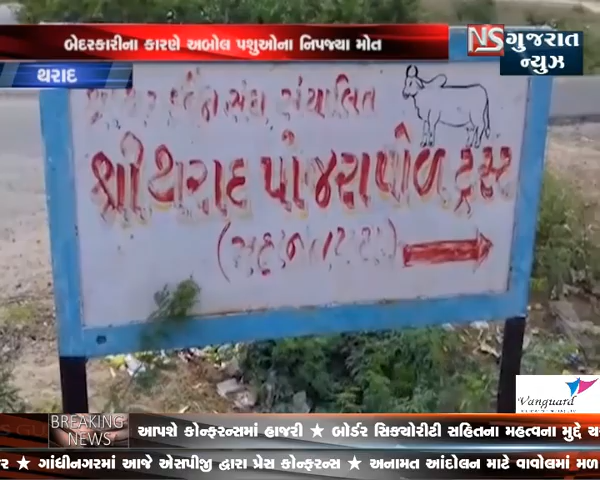 બેદરકારીના કારણે અબોલ પશુઓના નિપજ્યા મોત
NS ગુજરાત ન્યુઝ
થરાદ
સંઘ સંચાલિત
શ્રી થરાદ પાંજરાપોળ ટ્રસ્ટ
Vanguard
BREAKING NEWS
આપશે કોન્ફરન્સમાં હાજરી ★ બોર્ડર સિક્યોરીટી સહિતના મહત્વના મુદ્દે
★ ગાંધીનગરમાં આજે એસપીજી દ્વારા પ્રેસ કોન્ફરન્સ ★ અનામત આંદોલન માટે વાવોલમાં મળ